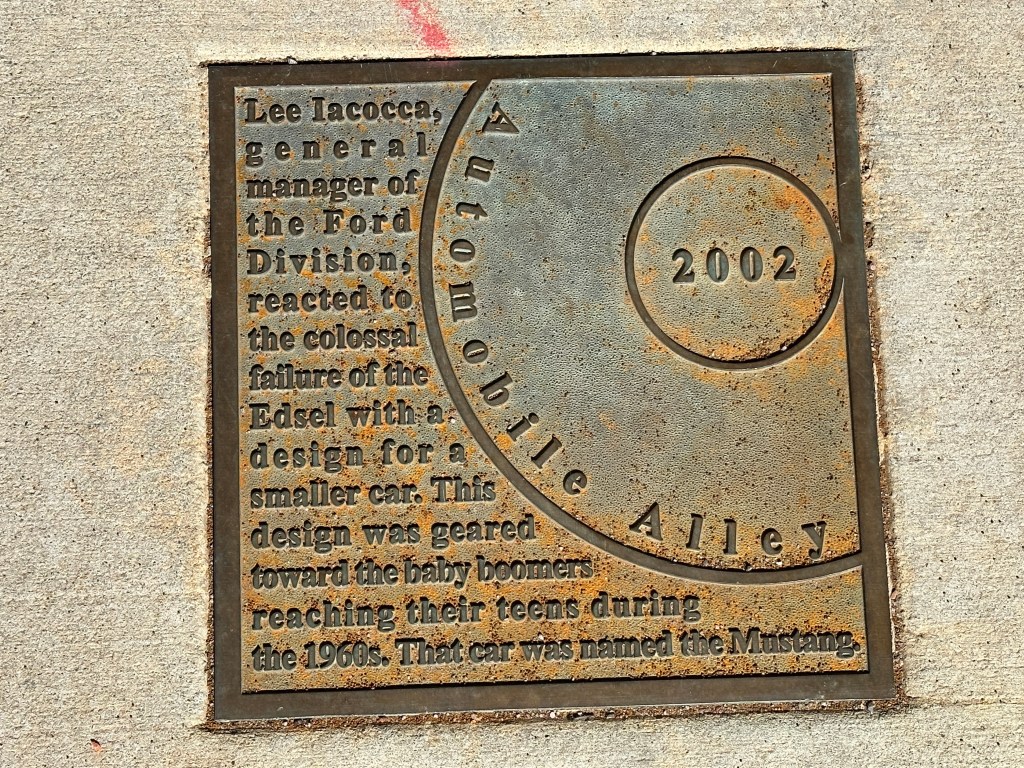 Lee Iacocca,
general
manager of
the Ford
Division,
reacted to
the colossal
failure of the
Edsel with a
design for a
smaller car. This
design was geared
toward the baby boomers
reaching their teens during
the 1960s. That car was named the Mustang.
Automobile Alley
2002